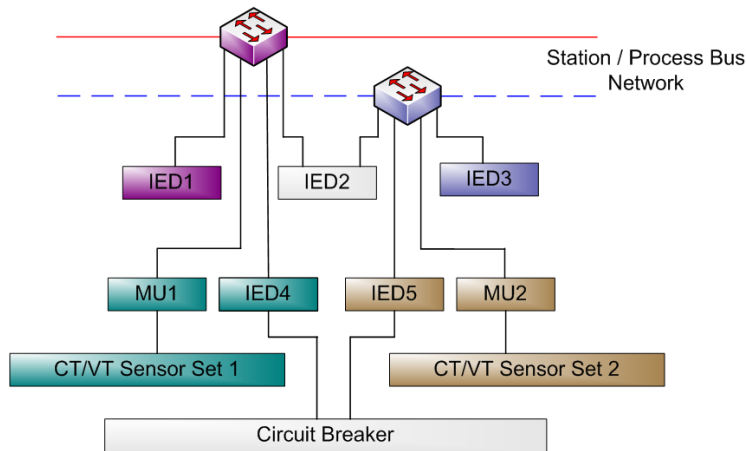 Station / Process Bus
Network
IED1
IED2
IED3
MU1
IED4
IED5
MU2
CT/VT Sensor Set 1
CT/VT Sensor Set 2
Circuit Breaker